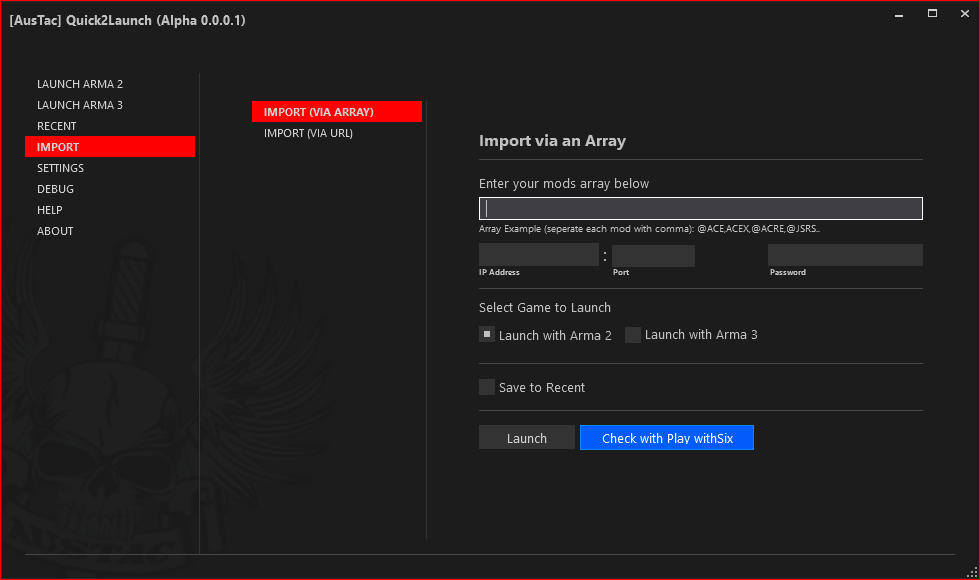 [AusTac] Quick2Launch (Alpha 0.0.0.1)
LAUNCH ARMA 2
LAUNCH ARMA 3
RECENT
IMPORT
SETTINGS
DEBUG
HELP
ABOUT
IMPORT (VIA ARRAY)
IMPORT (VIA URL)
Import via an Array
Enter your mods array below
Array Example (seperate each mod with comma): @ACE,ACEX,@ACRE,@JSRS..
:
IP Address
Port
Password
Select Game to Launch
Launch with Arma 2
Launch with Arma 3
Save to Recent
Launch
Check with Play withSix
AUSTAC